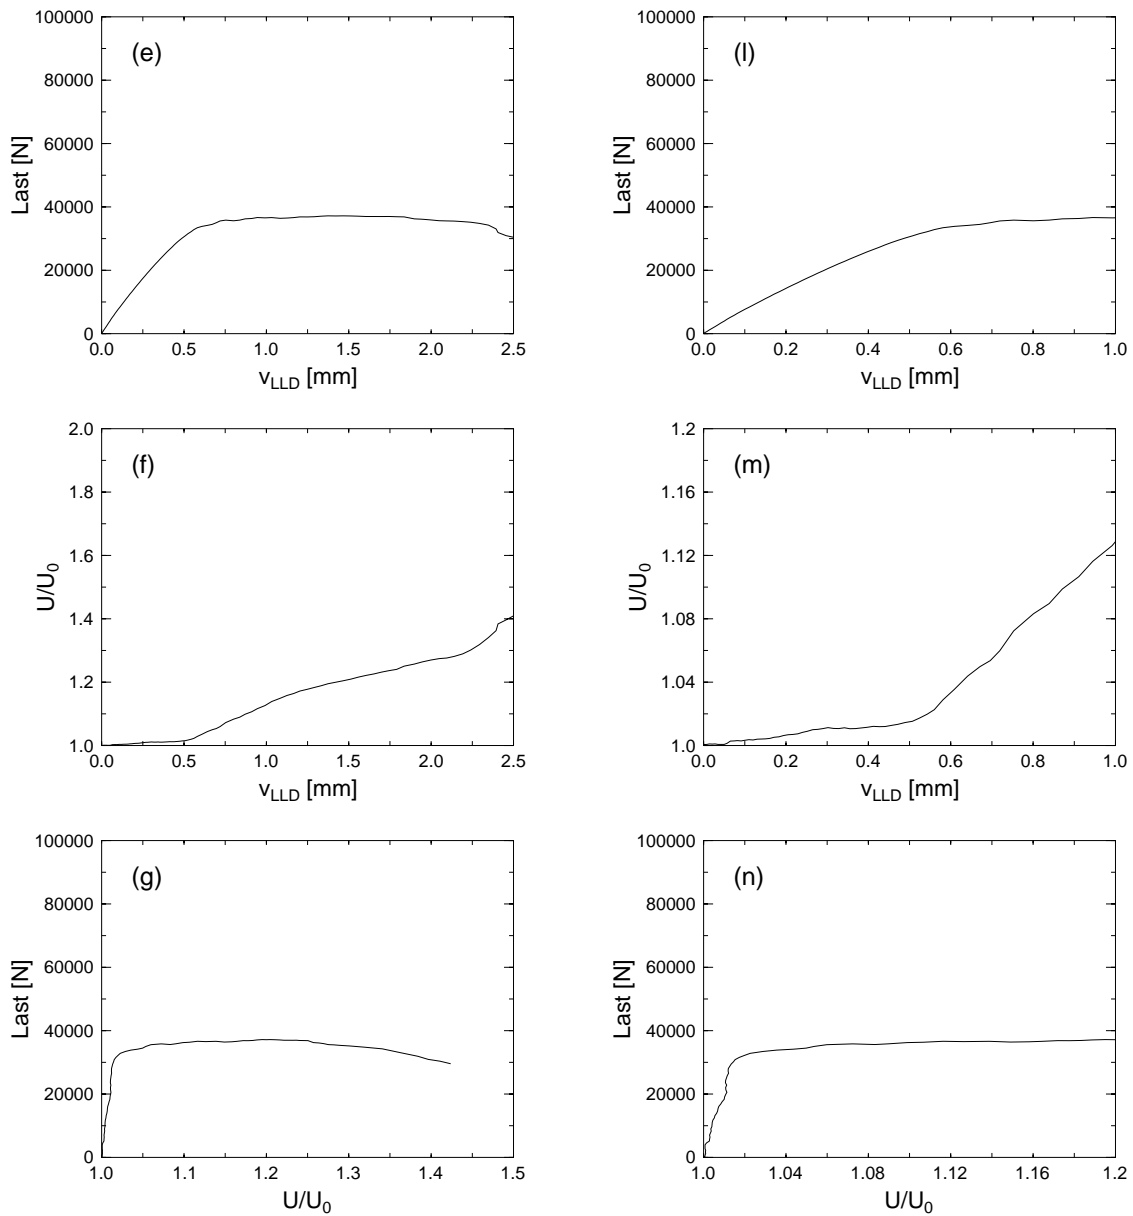 100000
80000
60000
40000
20000
0
Last [N]
(e)
0.0 0.5 1.0 1.5 2.0 2.5
vLLD [mm]
100000
80000
60000
40000
20000
0
Last [N]
(l)
0.0 0.2 0.4 0.6 0.8 1.0
vLLD [mm]
2.0
1.8
1.6
1.4
1.2
1.0
U/U0
(f)
0.0 0.5 1.0 1.5 2.0 2.5
vLLD [mm]
1.2
1.16
1.12
1.08
1.04
1.0
U/U0
(m)
0.0 0.2 0.4 0.6 0.8 1.0
vLLD [mm]
100000
80000
60000
40000
20000
0
Last [N]
(g)
1.0 1.1 1.2 1.3 1.4 1.5
U/U0
100000
80000
60000
40000
20000
0
Last [N]
(n)
1.0 1.04 1.08 1.12 1.16 1.2
U/U0